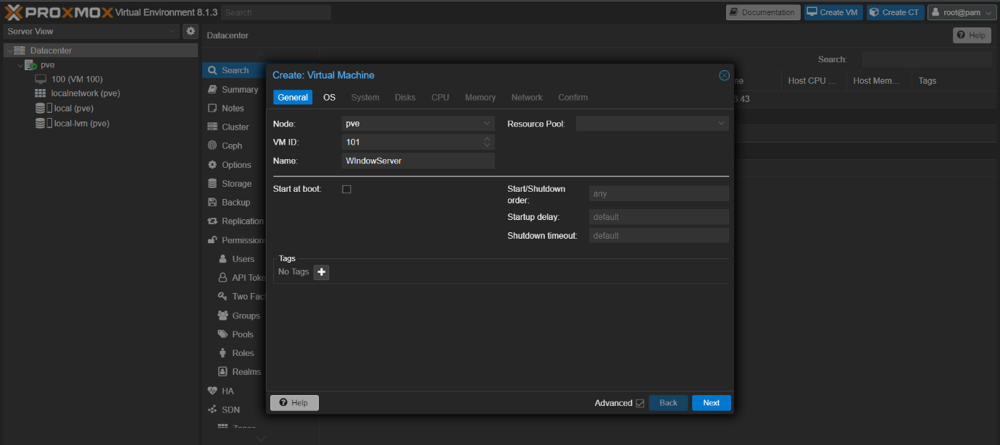 PROXMOX Virtual Environment 8.1.3 Search Documentation Create VM Create CT root@pam
Server View
Datacenter
pve
100 (VM 100)
localnetwork (pve)
local (pve)
local-lvm (pve)
Datacenter Help
Search
Summary
Notes
Cluster
Ceph
Options
Storage
Backup
Replication
Permission
Users
API Toke
Two Fac
Groups
Pools
Roles
Realms
HA
SDN
Zones
Search:
me Host CPU ... Host Mem... Tags
6:43
Create: Virtual Machine
General OS System Disks CPU Memory Network Confirm
Node: pve Resource Pool:
VM ID: 101
Name: WIndowServer
Start at boot: Start/Shutdown
order: any
Startup delay: default
Shutdown timeout: default
Tags
No Tags
Help Advanced Back Next